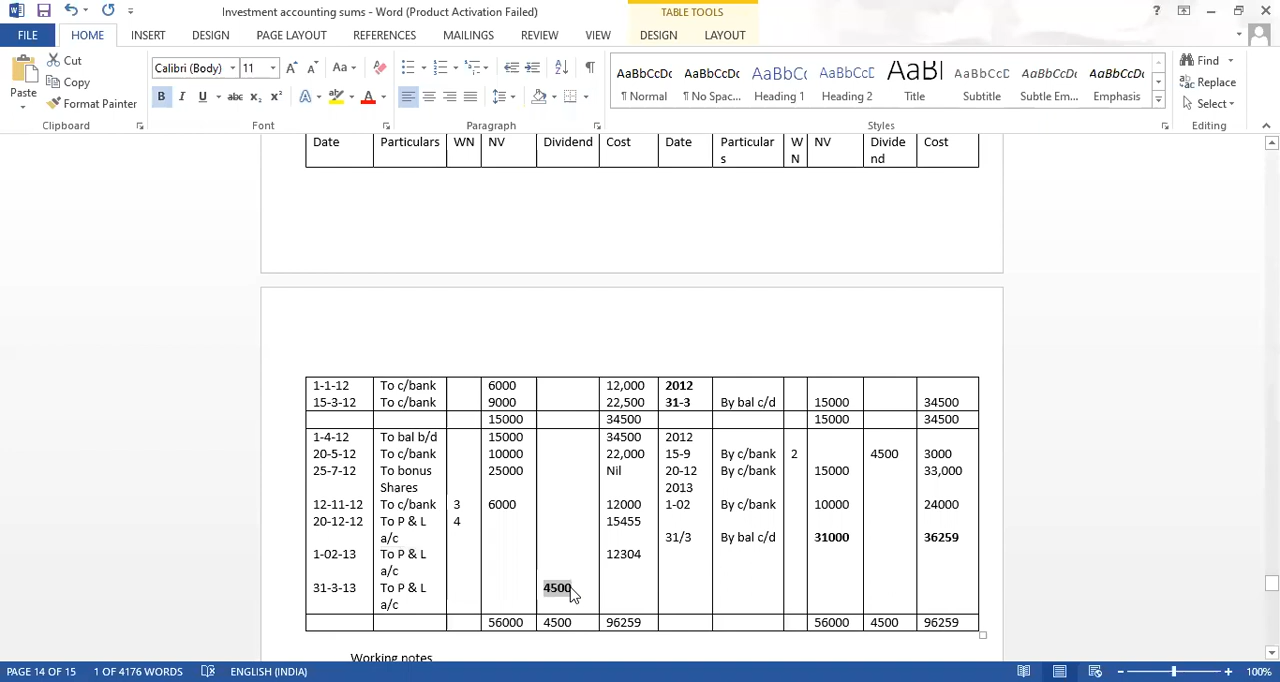 Investment accounting sums - Word (Product Activation Failed)
TABLE TOOLS
FILE HOME INSERT DESIGN PAGE LAYOUT REFERENCES MAILINGS REVIEW VIEW DESIGN LAYOUT
Paste
Cut
Copy
Format Painter
Clipboard
Calibri (Body) 11
Font
Paragraph
AaBbCcDc AaBbCcDc AaBbCc AaBbCcD AaBl AaBbCcD AaBbCcDc AaBbCcDc
¶ Normal ¶ No Spac... Heading 1 Heading 2 Title Subtitle Subtle Em... Emphasis
Styles
Find
Replace
Select
Editing
Date Particulars WN NV Dividend Cost Date Particular WN NV Divide Cost
s nd
1-1-12 To c/bank 6000 12,000 2012
15-3-12 To c/bank 9000 22,500 31-3 By bal c/d 15000 34500
15000 34500 15000 34500
1-4-12 To bal b/d 15000 34500 2012
20-5-12 To c/bank 10000 22,000 15-9 By c/bank 2 4500 3000
25-7-12 To bonus 25000 Nil 20-12 By c/bank 15000 33,000
Shares 2013
12-11-12 To c/bank 3 6000 12000 1-02 By c/bank 10000 24000
20-12-12 To P & L 4 15455
a/c 31/3 By bal c/d 31000 36259
1-02-13 To P & L 12304
a/c
31-3-13 To P & L 4500
a/c
56000 4500 96259 56000 4500 96259
Working notes
PAGE 14 OF 15 1 OF 4176 WORDS ENGLISH (INDIA) 100%